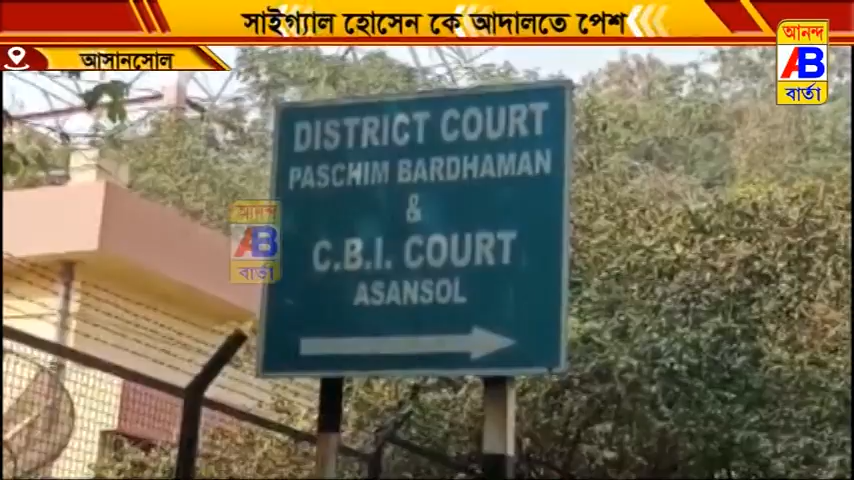 সাইগ্যাল হোসেন কে আদালতে পেশ
আসানসোল
আনন্দ
AB
বার্তা
DISTRICT COURT
PASCHIM BARDHAMAN
&
C.B.I. COURT
ASANSOL
আনন্দ
AB
বার্তা